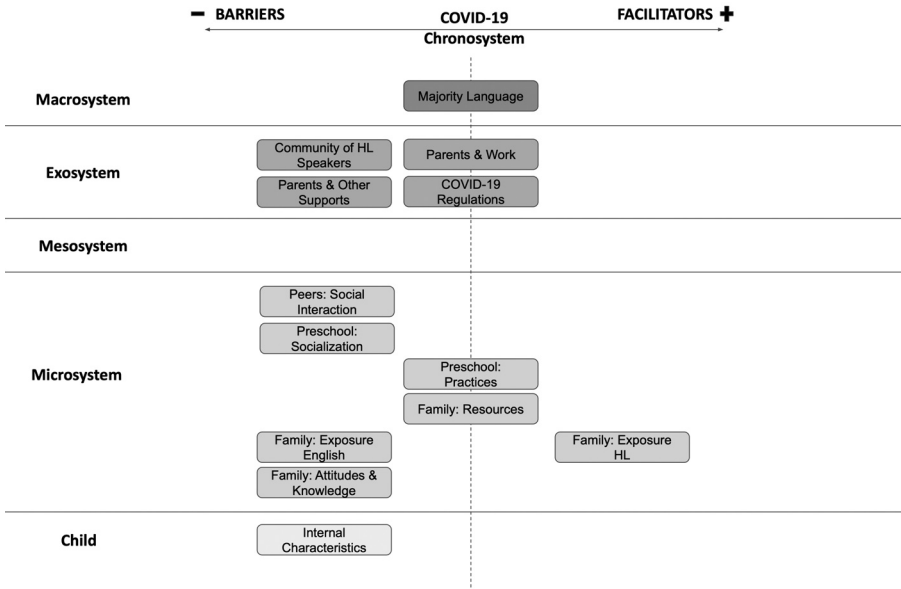 − BARRIERS
COVID-19
FACILITATORS +
Chronosystem
Macrosystem
Majority Language
Exosystem
Community of HL
Speakers
Parents & Work
Parents & Other
Supports
COVID-19
Regulations
Mesosystem
Microsystem
Peers: Social
Interaction
Preschool:
Socialization
Preschool:
Practices
Family: Resources
Family: Exposure
English
Family: Exposure
HL
Family: Attitudes &
Knowledge
Child
Internal
Characteristics